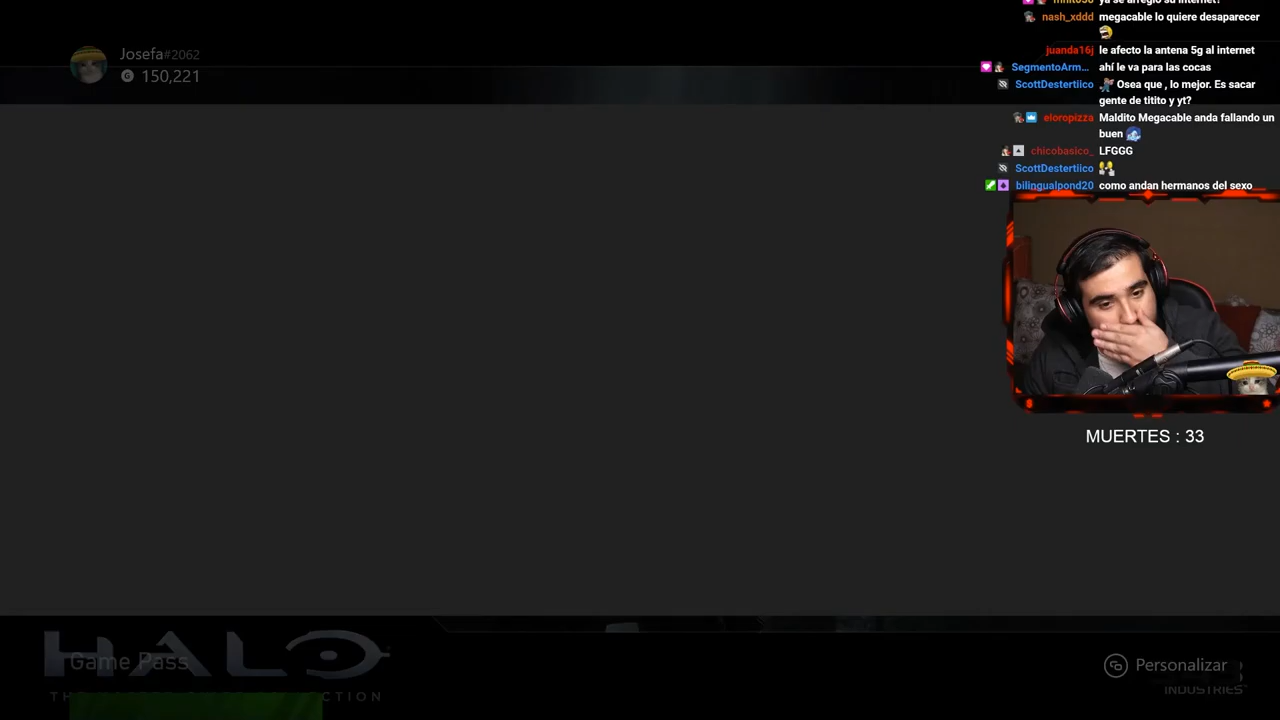 ya se arreglo su internet?
nash_xddd megacable lo quiere desaparecer
juanda16j le afecto la antena 5g al internet
SegmentoArm... ahí le va para las cocas
ScottDestertiico Osea que , lo mejor. Es sacar
gente de titito y yt?
eloropizza Maldito Megacable anda fallando un
buen
chicobasico_ LFGGG
ScottDestertiico
bilingualpond20 como andan hermanos del sexo
Josefa#2062
G 150,221
MUERTES : 33
HALO
Game Pass
Personalizar
INDUSTRIES